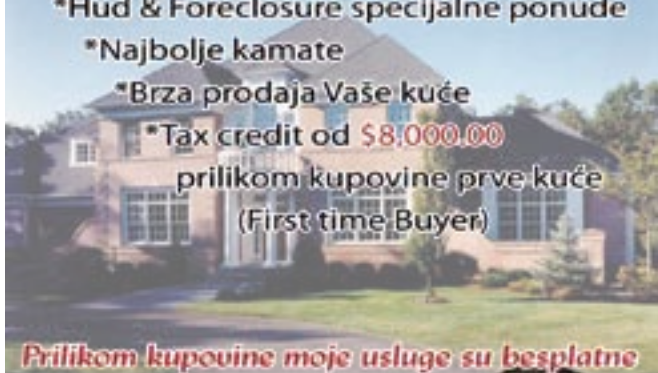 *Hud & Foreclosure specijalne ponude
*Najbolje kamate
*Brza prodaja Vaše kuće
*Tax credit od $8,000.00
prilikom kupovine prve kuće
(First time Buyer)
Prilikom kupovine moje usluge su besplatne